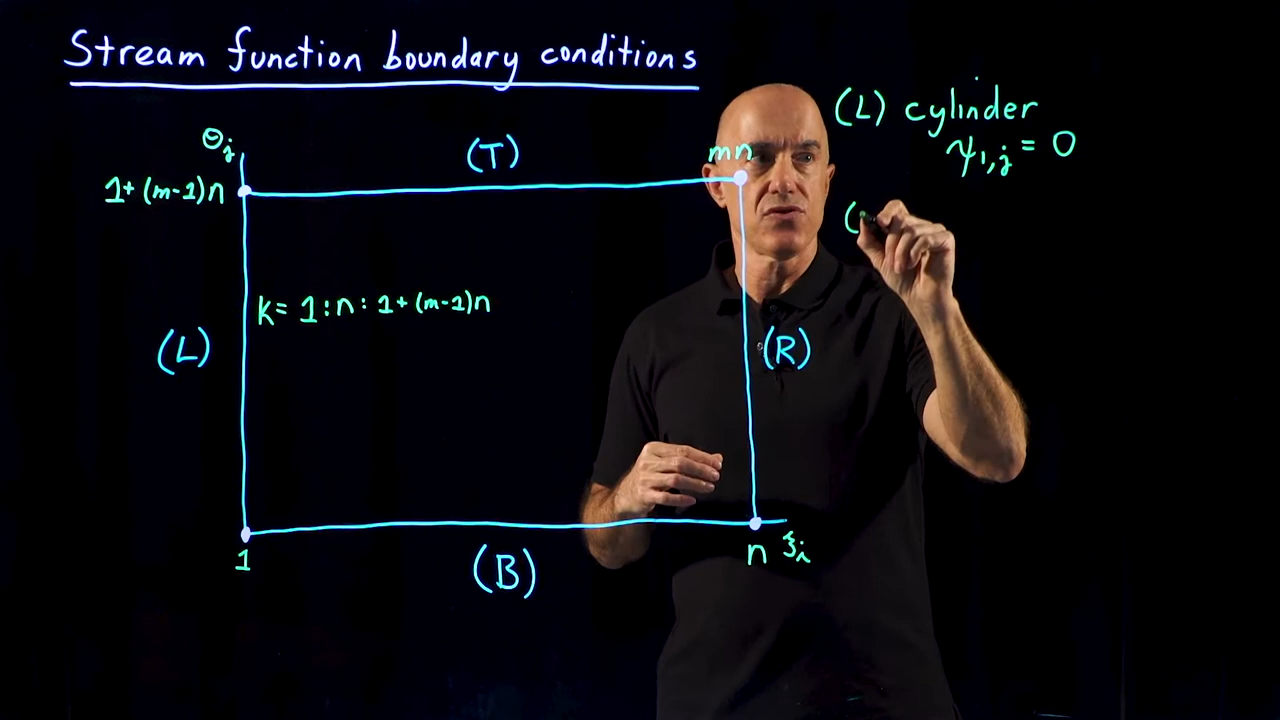 Stream function boundary conditions
(L) cylinder
ψ₁,ⱼ = 0
(
θⱼ
(T)
mn
1+(m-1)n
k= 1:n:1+(m-1)n
(L)
(R)
1
(B)
n
ξᵢ